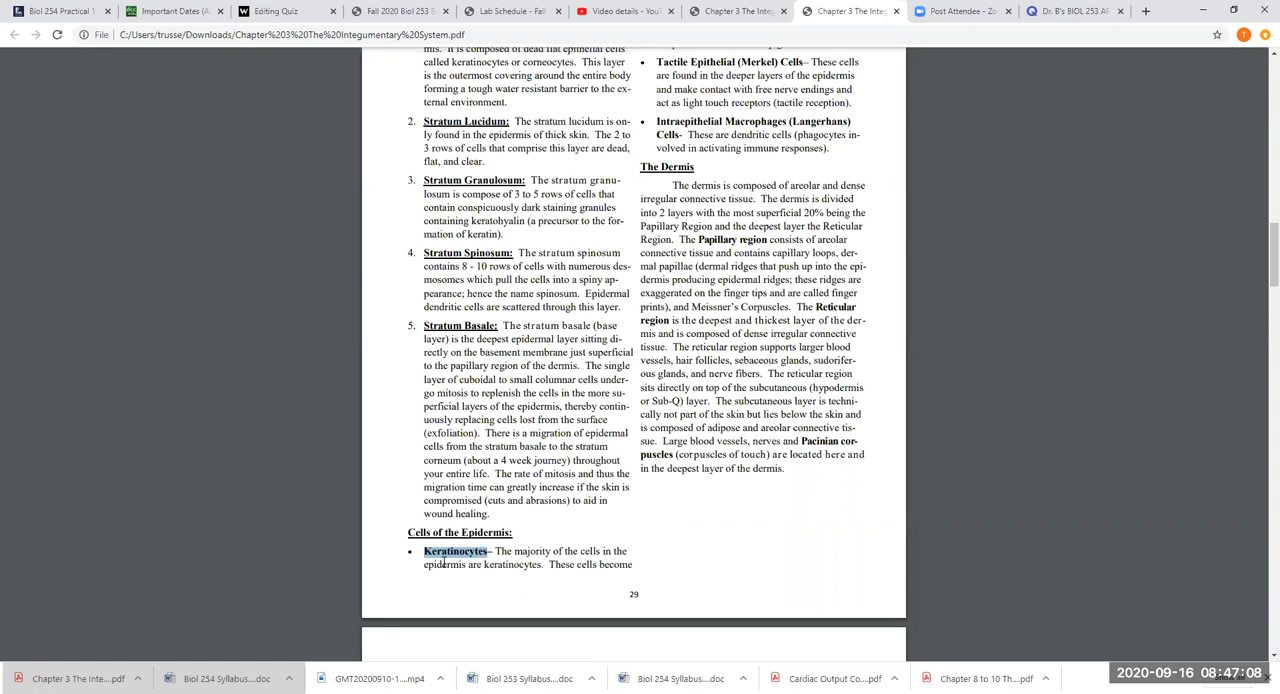 Biol 254 Practical 1
Important Dates (A
Editing Quiz
Fall 2020 Biol 253 S
Lab Schedule - Fall
Video details - You
Chapter 3 The Inte
Chapter 3 The Inte
Post Attendee - Zo
Dr. B's BIOL 253 AP
File
C:/Users/trusse/Downloads/Chapter%203%20The%20Integumentary%20System.pdf
T
mis. It is composed of dead flat epithelial cells
called keratinocytes or corneocytes. This layer
is the outermost covering around the entire body
forming a tough water resistant barrier to the ex-
ternal environment.
2. Stratum Lucidum: The stratum lucidum is on-
ly found in the epidermis of thick skin. The 2 to
3 rows of cells that comprise this layer are dead,
flat, and clear.
3. Stratum Granulosum: The stratum granu-
losum is compose of 3 to 5 rows of cells that
contain conspicuously dark staining granules
containing keratohyalin (a precursor to the for-
mation of keratin).
4. Stratum Spinosum: The stratum spinosum
contains 8 - 10 rows of cells with numerous des-
mosomes which pull the cells into a spiny ap-
pearance; hence the name spinosum. Epidermal
dendritic cells are scattered through this layer.
5. Stratum Basale: The stratum basale (base
layer) is the deepest epidermal layer sitting di-
rectly on the basement membrane just superficial
to the papillary region of the dermis. The single
layer of cuboidal to small columnar cells under-
go mitosis to replenish the cells in the more su-
perficial layers of the epidermis, thereby contin-
uously replacing cells lost from the surface
(exfoliation). There is a migration of epidermal
cells from the stratum basale to the stratum
corneum (about a 4 week journey) throughout
your entire life. The rate of mitosis and thus the
migration time can greatly increase if the skin is
compromised (cuts and abrasions) to aid in
wound healing.
Cells of the Epidermis:
• Keratinocytes– The majority of the cells in the
epidermis are keratinocytes. These cells become
• Tactile Epithelial (Merkel) Cells– These cells
are found in the deeper layers of the epidermis
and make contact with free nerve endings and
act as light touch receptors (tactile reception).
• Intraepithelial Macrophages (Langerhans)
Cells- These are dendritic cells (phagocytes in-
volved in activating immune responses).
The Dermis
The dermis is composed of areolar and dense
irregular connective tissue. The dermis is divided
into 2 layers with the most superficial 20% being the
Papillary Region and the deepest layer the Reticular
Region. The Papillary region consists of areolar
connective tissue and contains capillary loops, der-
mal papillae (dermal ridges that push up into the epi-
dermis producing epidermal ridges; these ridges are
exaggerated on the finger tips and are called finger
prints), and Meissner's Corpuscles. The Reticular
region is the deepest and thickest layer of the der-
mis and is composed of dense irregular connective
tissue. The reticular region supports larger blood
vessels, hair follicles, sebaceous glands, sudorifer-
ous glands, and nerve fibers. The reticular region
sits directly on top of the subcutaneous (hypodermis
or Sub-Q) layer. The subcutaneous layer is techni-
cally not part of the skin but lies below the skin and
is composed of adipose and areolar connective tis-
sue. Large blood vessels, nerves and Pacinian cor-
puscles (corpuscles of touch) are located here and
in the deepest layer of the dermis.
29
Chapter 3 The Inte....pdf
Biol 254 Syllabus....doc
GMT20200910-1....mp4
Biol 253 Syllabus....doc
Biol 254 Syllabus....doc
Cardiac Output Co....pdf
Chapter 8 to 10 Th....pdf
2020-09-16 08:47:08